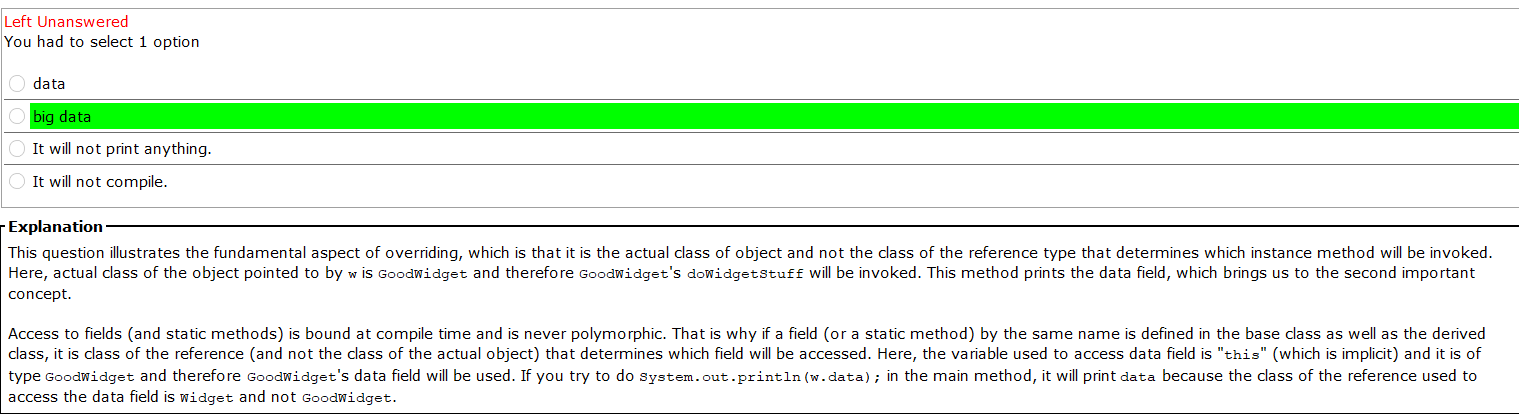 Left Unanswered
You had to select 1 option
data
big data
It will not print anything.
It will not compile.
Explanation
This question illustrates the fundamental aspect of overriding, which is that it is the actual class of object and not the class of the reference type that determines which instance method will be invoked.
Here, actual class of the object pointed to by w is GoodWidget and therefore GoodWidget's doWidgetStuff will be invoked. This method prints the data field, which brings us to the second important
concept.
Access to fields (and static methods) is bound at compile time and is never polymorphic. That is why if a field (or a static method) by the same name is defined in the base class as well as the derived
class, it is class of the reference (and not the class of the actual object) that determines which field will be accessed. Here, the variable used to access data field is "this" (which is implicit) and it is of
type GoodWidget and therefore GoodWidget's data field will be used. If you try to do System.out.println(w.data); in the main method, it will print data because the class of the reference used to
access the data field is Widget and not GoodWidget.